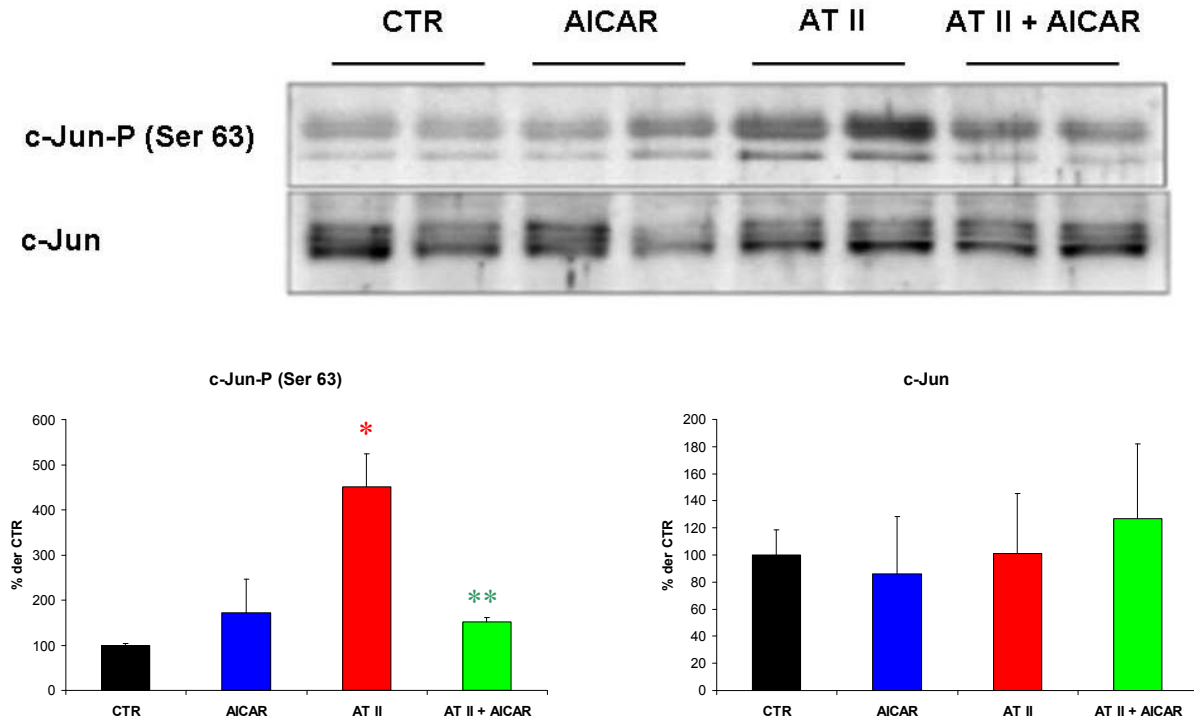 CTR AICAR AT II AT II + AICAR
c-Jun-P (Ser 63)
c-Jun
c-Jun-P (Ser 63)
600
500
400
300
200
100
0
% der CTR
*
**
CTR AICAR AT II AT II + AICAR
c-Jun
200
180
160
140
120
100
80
60
40
20
0
% der CTR
CTR AICAR AT II AT II + AICAR